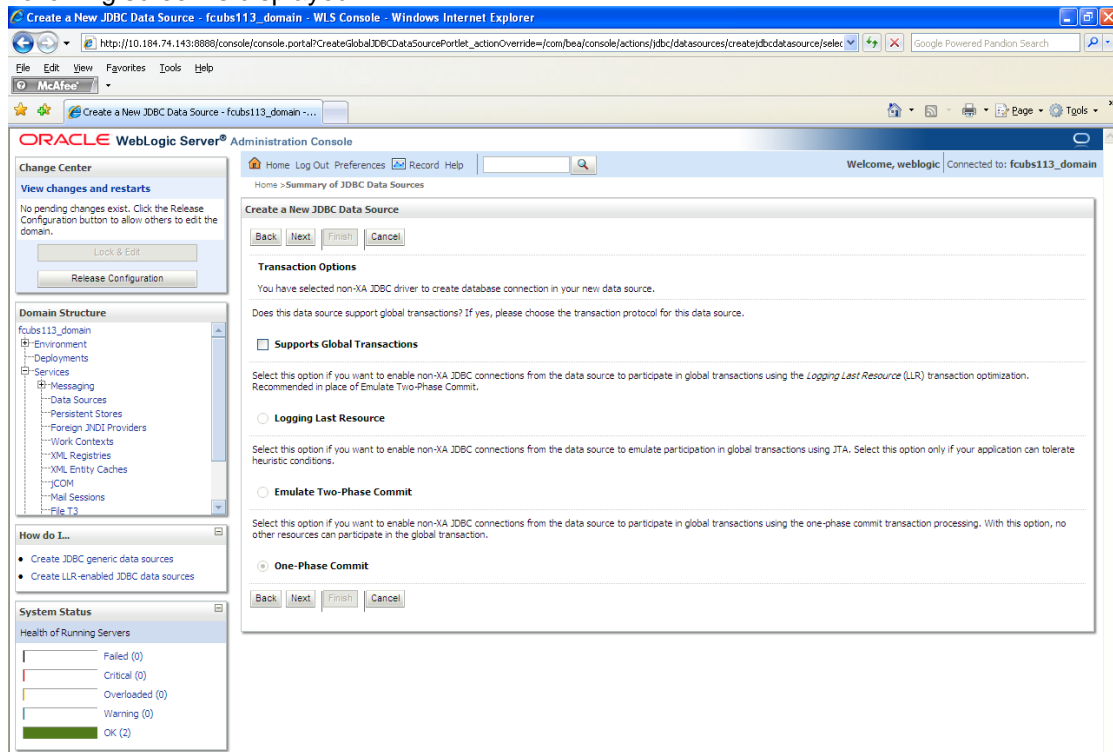 Create a New JDBC Data Source - fcubs113_domain - WLS Console - Windows Internet Explorer
http://10.184.74.143:8888/console/console.portal?CreateGlobalJDBCDataSourcePortlet_actionOverride=/com/bea/console/actions/jdbc/datasources/createjdbcdatasource/selec
Google Powered Pandion Search
File Edit View Favorites Tools Help
McAfee
Create a New JDBC Data Source - fcubs113_domain -...
Page Tools
ORACLE WebLogic Server® Administration Console
Change Center
View changes and restarts
No pending changes exist. Click the Release
Configuration button to allow others to edit the
domain.
Lock & Edit
Release Configuration
Domain Structure
fcubs113_domain
Environment
Deployments
Services
Messaging
Data Sources
Persistent Stores
Foreign JNDI Providers
Work Contexts
XML Registries
XML Entity Caches
jCOM
Mail Sessions
File T3
How do I...
Create JDBC generic data sources
Create LLR-enabled JDBC data sources
System Status
Health of Running Servers
Failed (0)
Critical (0)
Overloaded (0)
Warning (0)
OK (2)
Home Log Out Preferences Record Help
Welcome, weblogic Connected to: fcubs113_domain
Home >Summary of JDBC Data Sources
Create a New JDBC Data Source
Back Next Finish Cancel
Transaction Options
You have selected non-XA JDBC driver to create database connection in your new data source.
Does this data source support global transactions? If yes, please choose the transaction protocol for this data source.
Supports Global Transactions
Select this option if you want to enable non-XA JDBC connections from the data source to participate in global transactions using the Logging Last Resource (LLR) transaction optimization.
Recommended in place of Emulate Two-Phase Commit.
Logging Last Resource
Select this option if you want to enable non-XA JDBC connections from the data source to emulate participation in global transactions using JTA. Select this option only if your application can tolerate
heuristic conditions.
Emulate Two-Phase Commit
Select this option if you want to enable non-XA JDBC connections from the data source to participate in global transactions using the one-phase commit transaction processing. With this option, no
other resources can participate in the global transaction.
One-Phase Commit
Back Next Finish Cancel